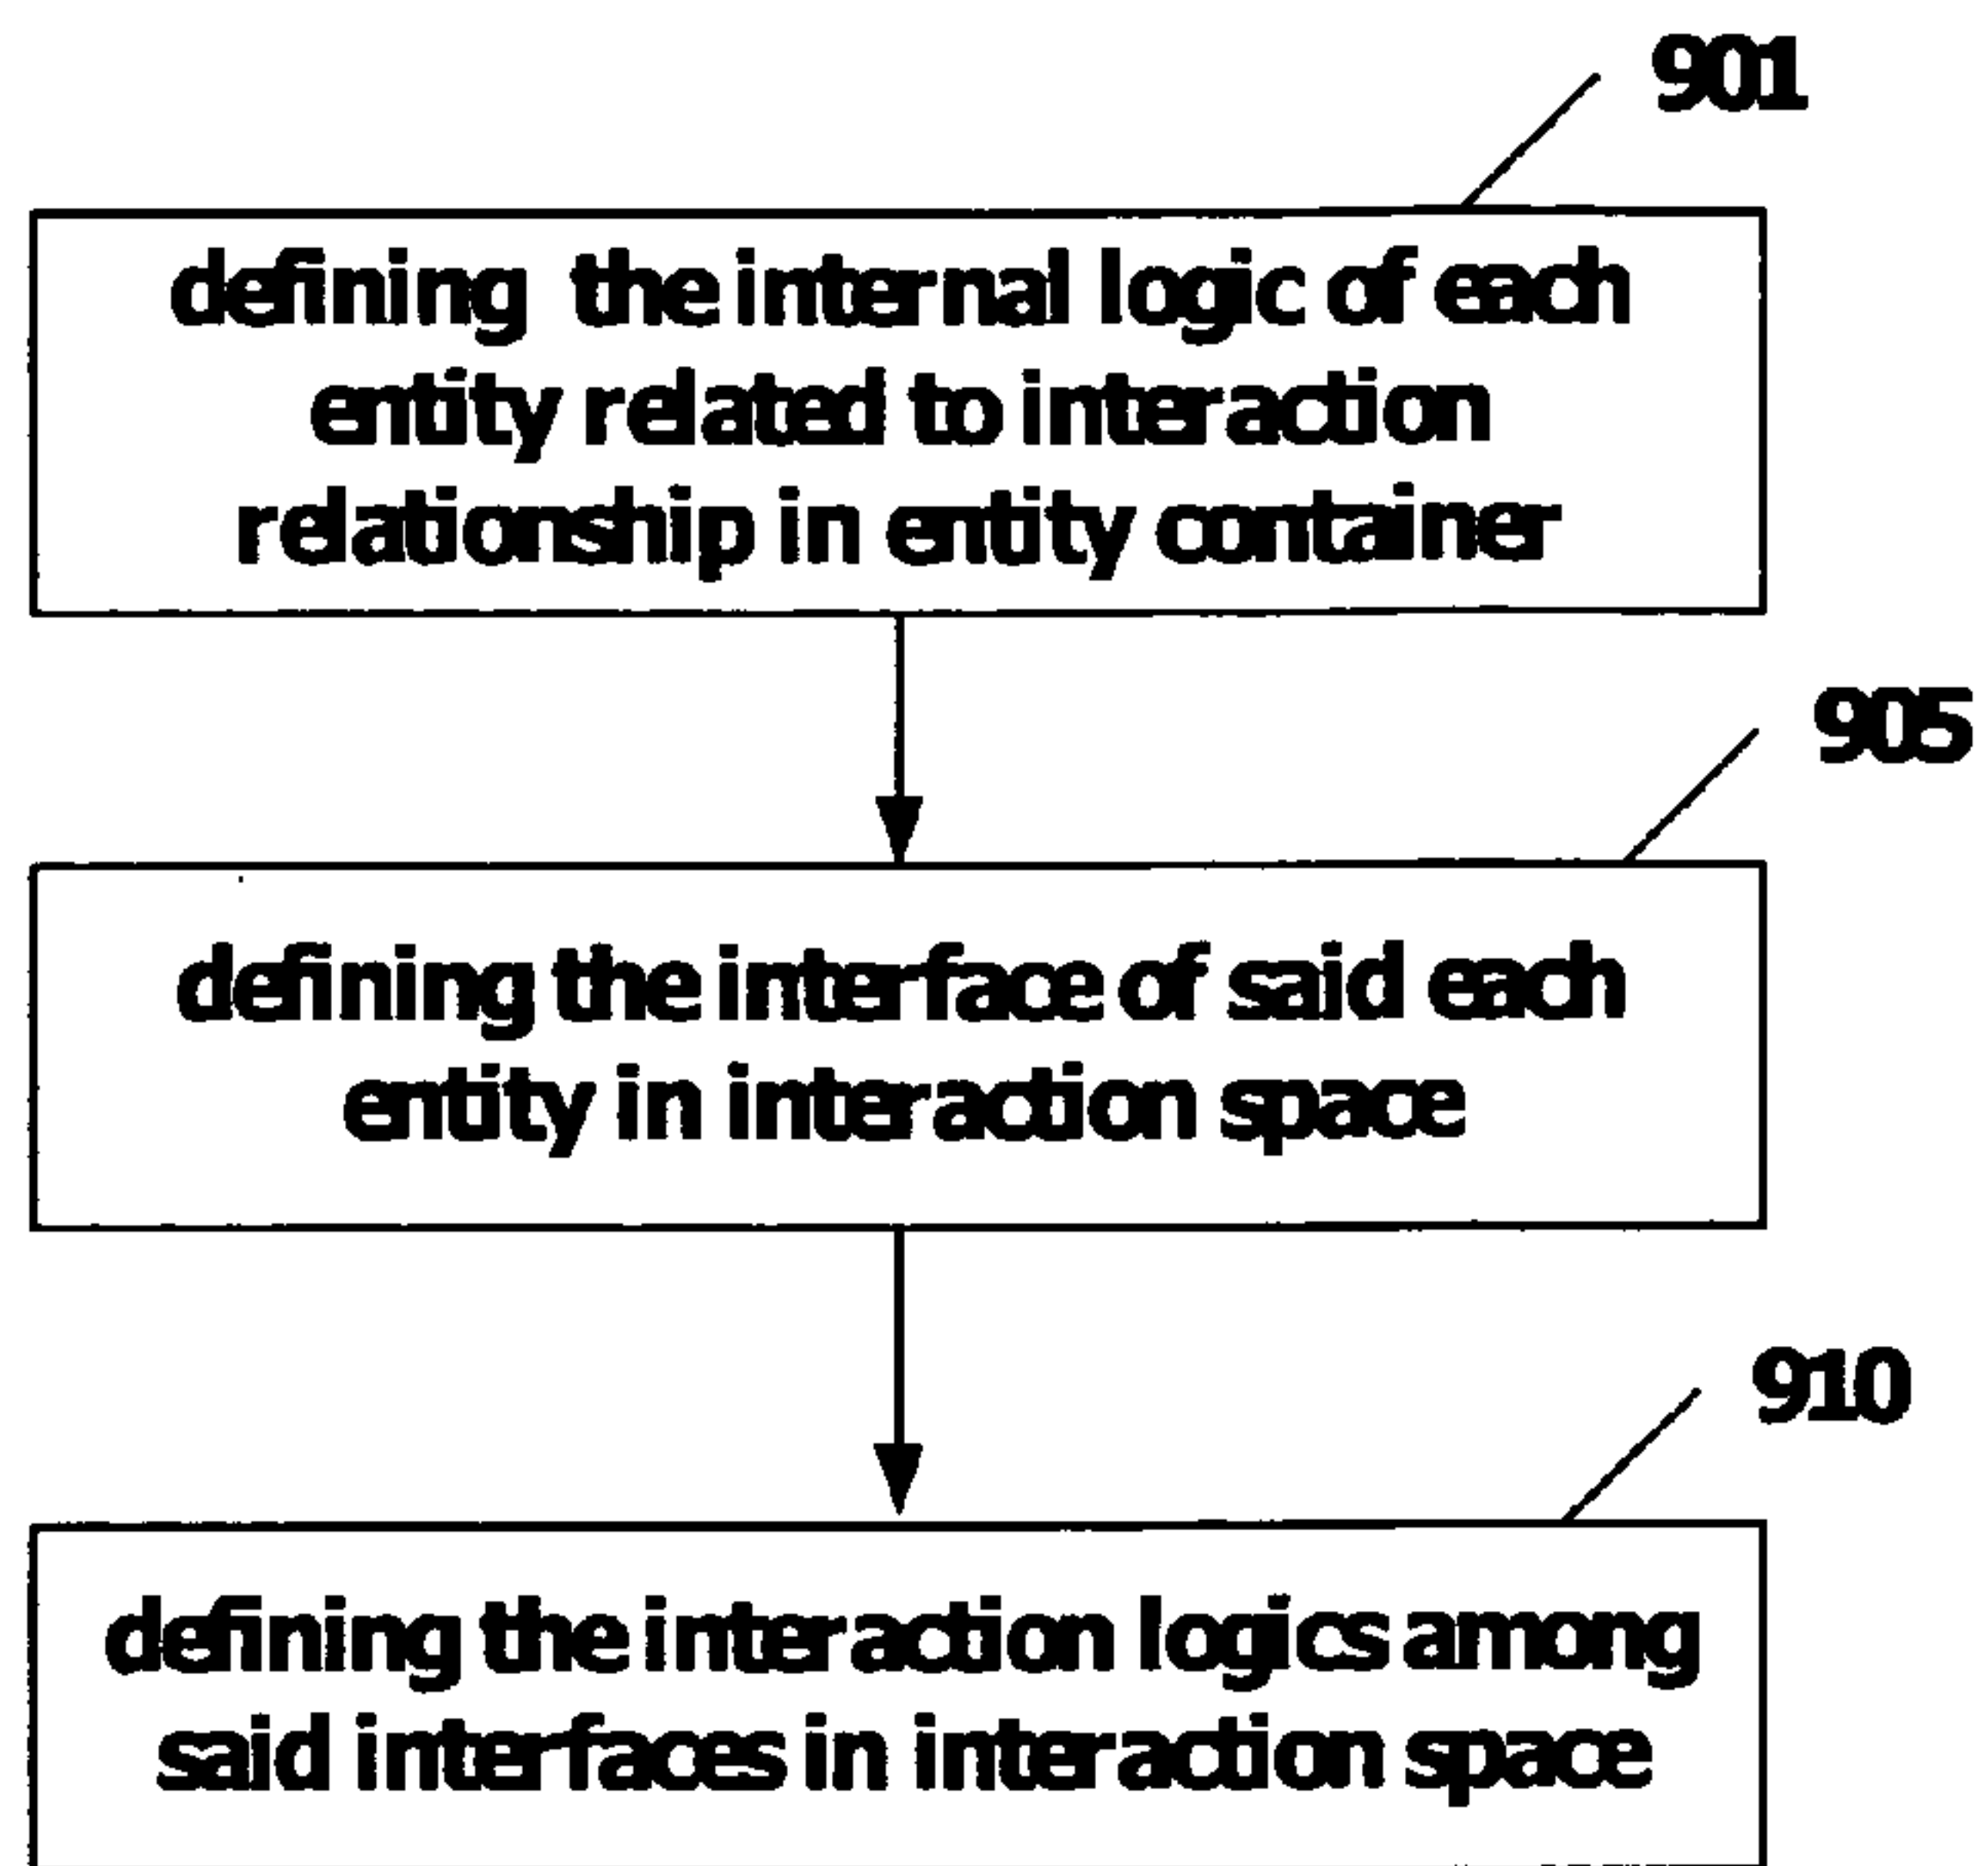 901
defining the internal logic of each
entity related to interaction
relationship in entity container
905
defining the interface of said each
entity in interaction space
910
defining the interaction logics among
said interfaces in interaction space